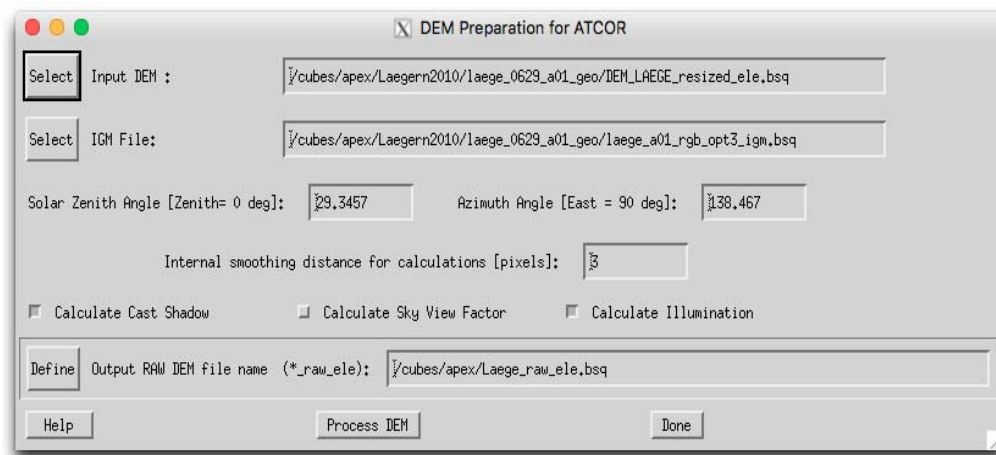 DEM Preparation for ATCOR
Select Input DEM : /cubes/apex/Laegern2010/laege_0629_a01_geo/DEM_LAEGE_resized_ele.bsq
Select IGM File: /cubes/apex/Laegern2010/laege_0629_a01_geo/laege_a01_rgb_opt3_igm.bsq
Solar Zenith Angle [Zenith= 0 deg]: 29.3457 Azimuth Angle [East = 90 deg]: 138.467
Internal smoothing distance for calculations [pixels]: 3
Calculate Cast Shadow Calculate Sky View Factor Calculate Illumination
Define Output RAW DEM file name (*_raw_ele): /cubes/apex/Laege_raw_ele.bsq
Help Process DEM Done